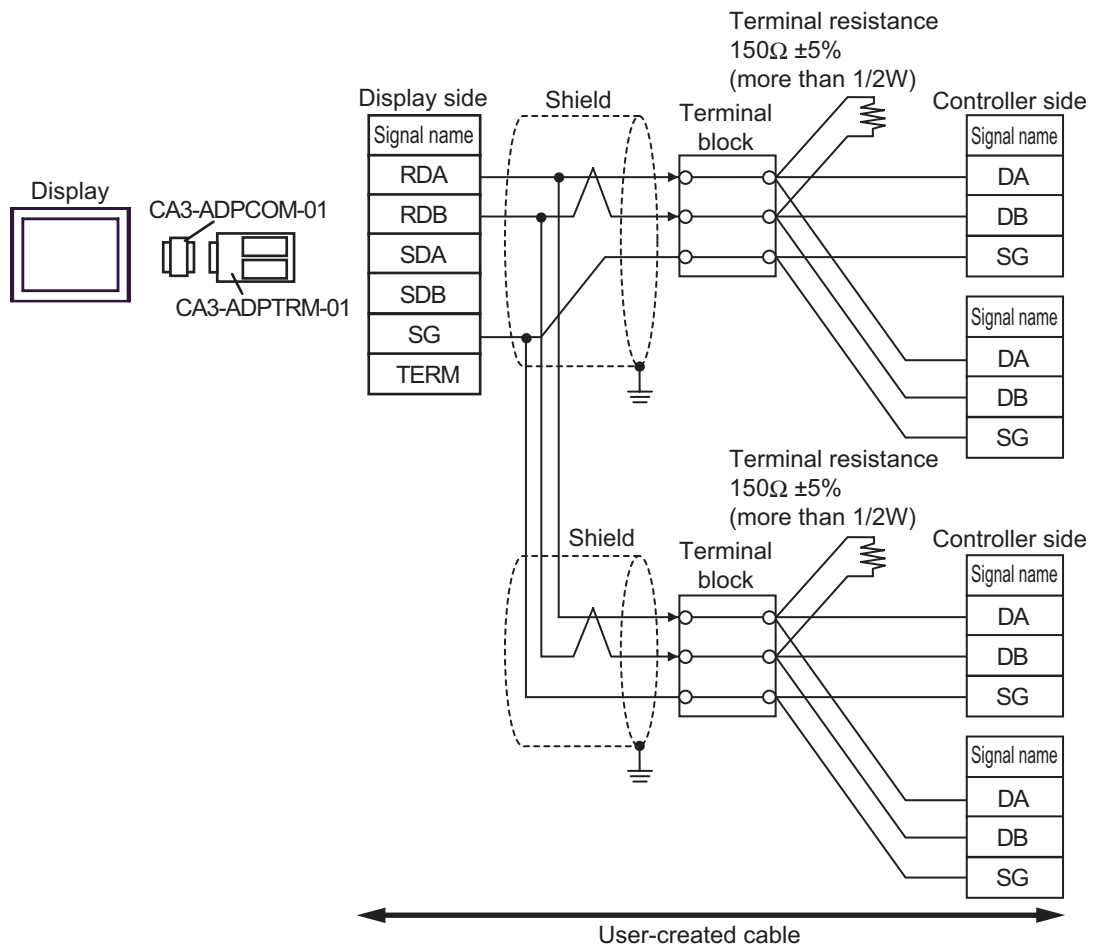 Display
CA3-ADPCOM-01
CA3-ADPTRM-01
Display side
Signal name
RDA
RDB
SDA
SDB
SG
TERM
Shield
Terminal
block
Terminal resistance
150Ω ±5%
(more than 1/2W)
Controller side
Signal name
DA
DB
SG
Signal name
DA
DB
SG
Shield
Terminal
block
Terminal resistance
150Ω ±5%
(more than 1/2W)
Controller side
Signal name
DA
DB
SG
Signal name
DA
DB
SG
User-created cable